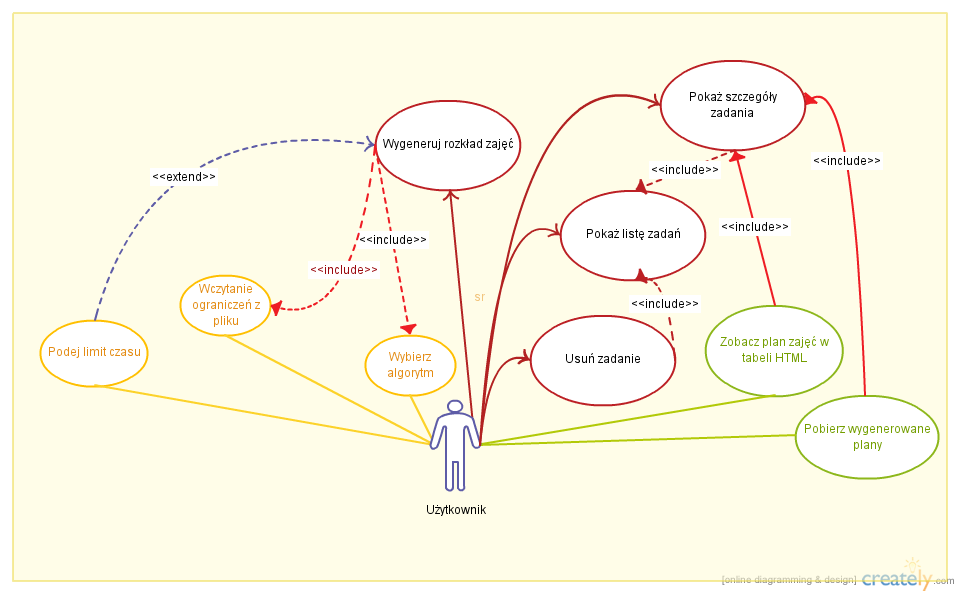 Pokaż szczegóły
zadania
<<include>>
Wygeneruj rozkład zajęć
<<include>>
<<extend>>
<<include>>
Pokaż listę zadań
<<include>>
<<include>>
Wczytanie
ograniczeń z
pliku
sr
<<include>>
Podej limit czasu
Wybierz
algorytm
Usuń zadanie
Zobacz plan zajęć w
tabeli HTML
Pobierz wygenerowane
plany
Użytkownik
[online diagramming & design] creately.com